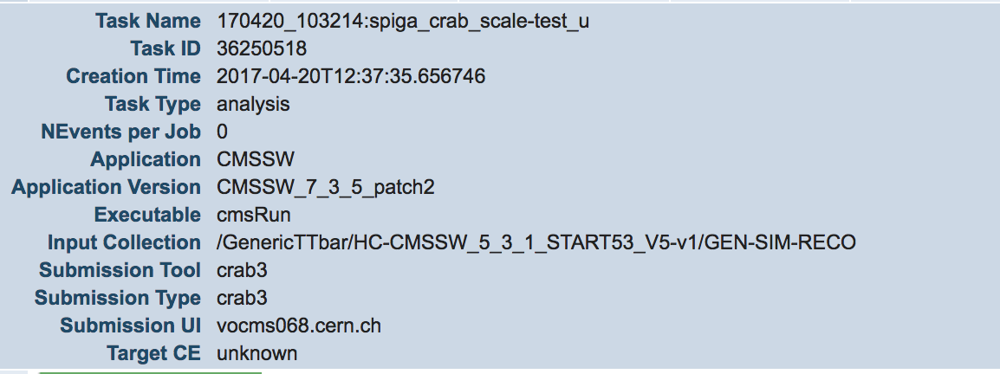 Task Name 170420_103214:spiga_crab_scale-test_u
Task ID 36250518
Creation Time 2017-04-20T12:37:35.656746
Task Type analysis
NEvents per Job 0
Application CMSSW
Application Version CMSSW_7_3_5_patch2
Executable cmsRun
Input Collection /GenericTTbar/HC-CMSSW_5_3_1_START53_V5-v1/GEN-SIM-RECO
Submission Tool crab3
Submission Type crab3
Submission UI vocms068.cern.ch
Target CE unknown